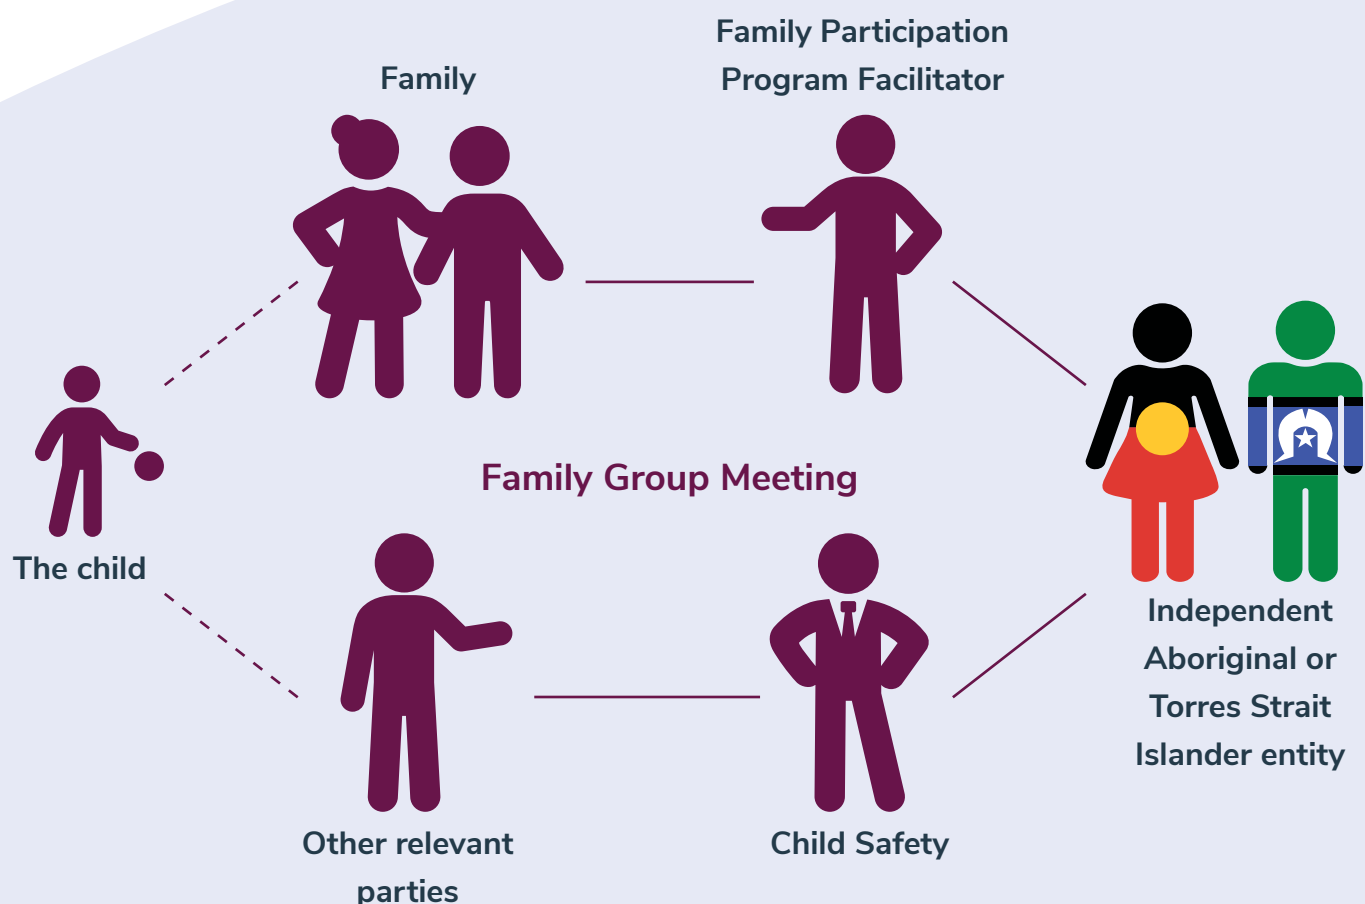 Family Participation
Program Facilitator
Family
Family Group Meeting
The child
Independent
Aboriginal or
Torres Strait
Islander entity
Other relevant
parties
Child Safety